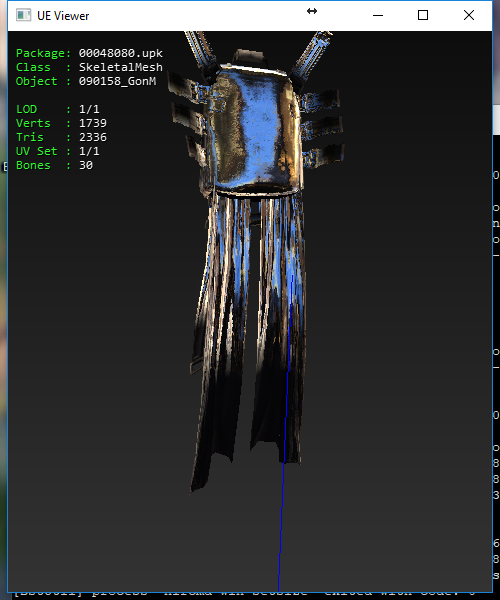 UE Viewer
Package: 00048080.upk
Class : SkeletalMesh
Object : 090158_GonM
LOD : 1/1
Verts : 1739
Tris : 2336
UV Set : 1/1
Bones : 30